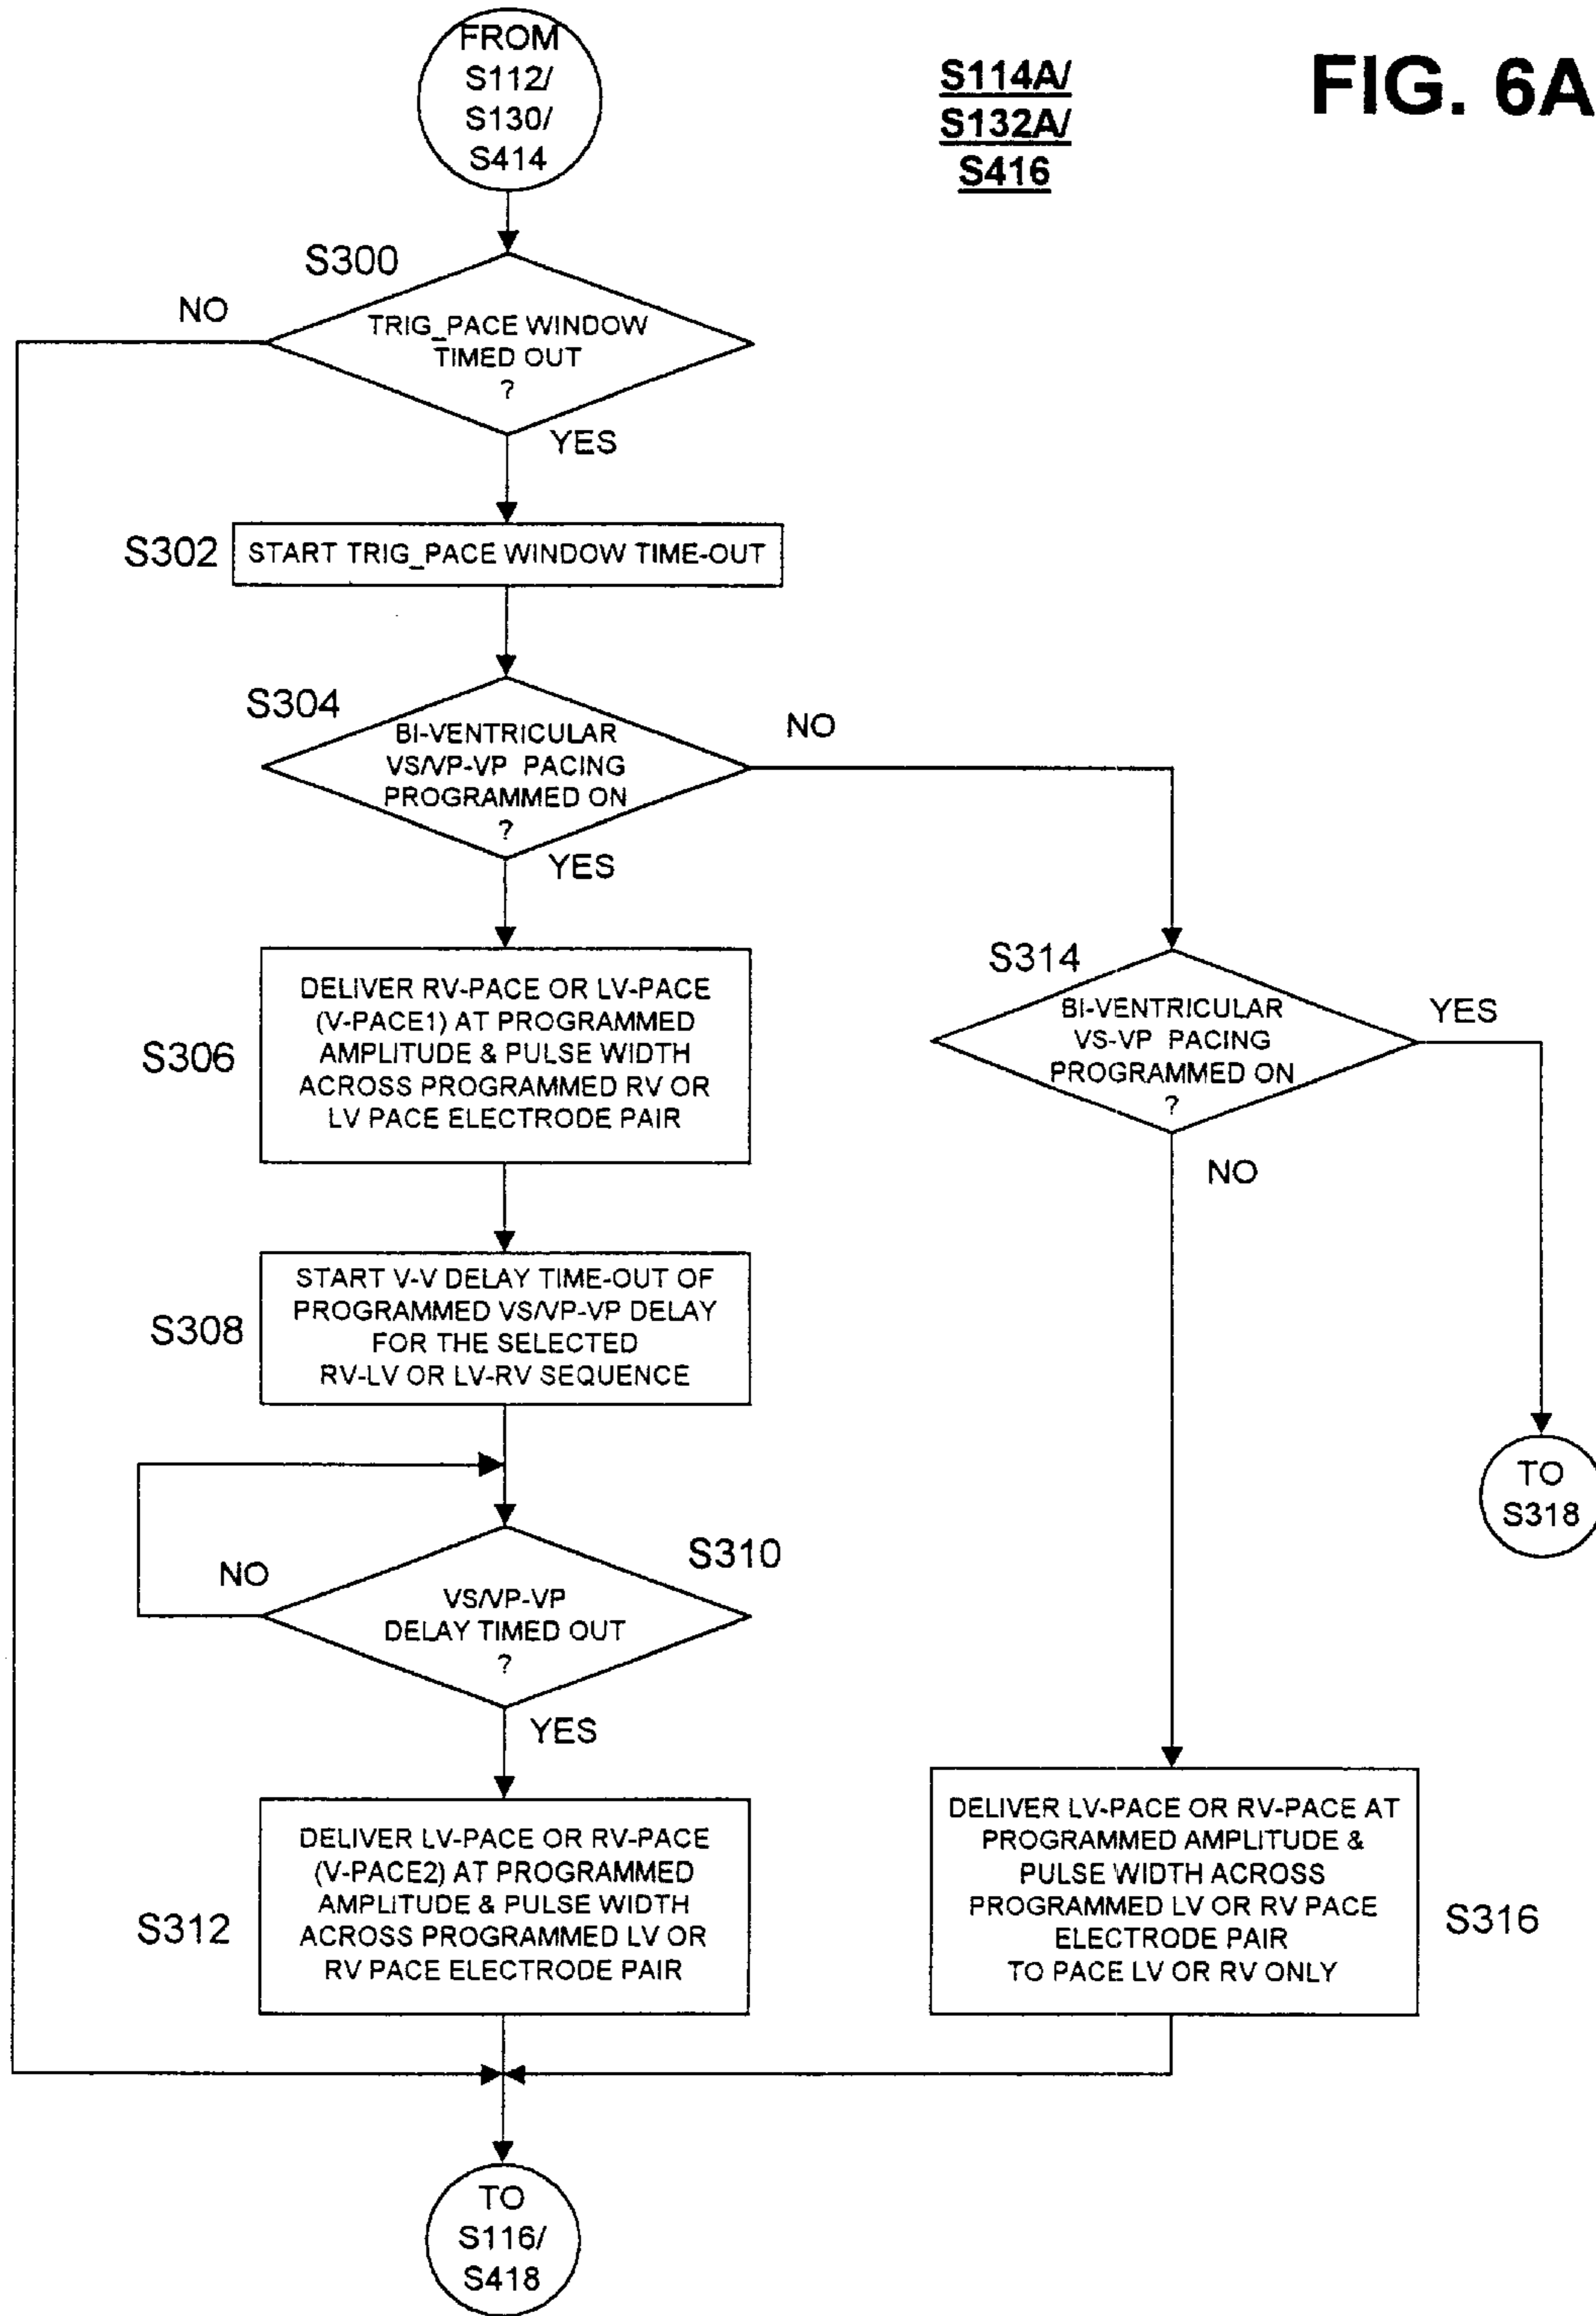 FROM
S112/
S130/
S414
S114A/
S132A/
S416
FIG. 6A
S300
NO
TRIG_PACE WINDOW
TIMED OUT
?
YES
S302
START TRIG_PACE WINDOW TIME-OUT
S304
BI-VENTRICULAR
VS/VP-VP PACING
PROGRAMMED ON
?
NO
YES
S306
DELIVER RV-PACE OR LV-PACE
(V-PACE1) AT PROGRAMMED
AMPLITUDE & PULSE WIDTH
ACROSS PROGRAMMED RV OR
LV PACE ELECTRODE PAIR
S314
BI-VENTRICULAR
VS-VP PACING
PROGRAMMED ON
?
YES
NO
S308
START V-V DELAY TIME-OUT OF
PROGRAMMED VS/VP-VP DELAY
FOR THE SELECTED
RV-LV OR LV-RV SEQUENCE
TO
S318
S310
NO
VS/VP-VP
DELAY TIMED OUT
?
YES
S312
DELIVER LV-PACE OR RV-PACE
(V-PACE2) AT PROGRAMMED
AMPLITUDE & PULSE WIDTH
ACROSS PROGRAMMED LV OR
RV PACE ELECTRODE PAIR
DELIVER LV-PACE OR RV-PACE AT
PROGRAMMED AMPLITUDE &
PULSE WIDTH ACROSS
PROGRAMMED LV OR RV PACE
ELECTRODE PAIR
TO PACE LV OR RV ONLY
S316
TO
S116/
S418